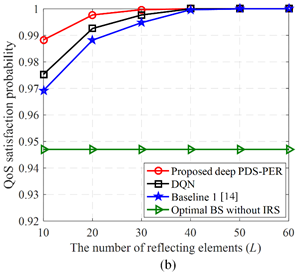 1
0.99
0.98
0.97
0.96
0.95
0.94
0.93
0.92
QoS satisfaction probability
Proposed deep PDS-PER
DQN
Baseline 1 [14]
Optimal BS without IRS
10 20 30 40 50 60
The number of reflecting elements (L)
(b)